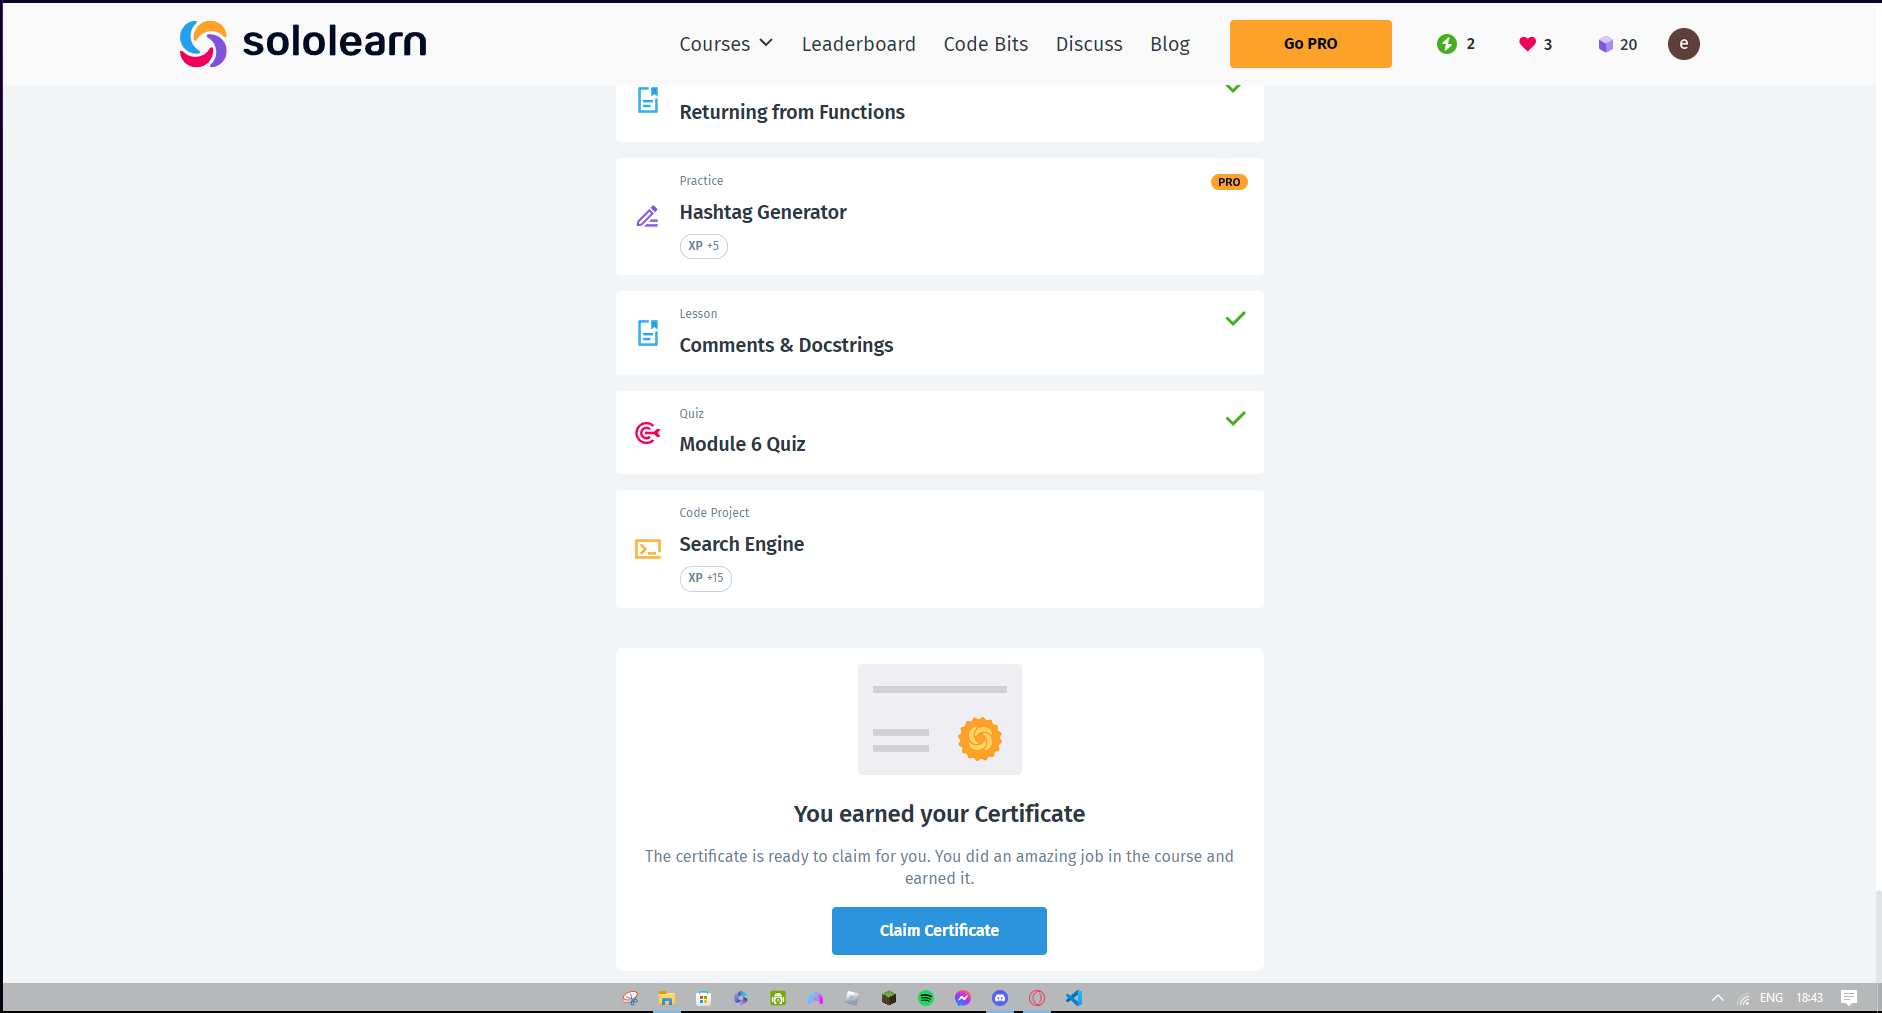 sololearn
Courses
Leaderboard
Code Bits
Discuss
Blog
Go PRO
2
3
20
e
Returning from Functions
Practice
PRO
Hashtag Generator
XP +5
Lesson
Comments & Docstrings
Quiz
Module 6 Quiz
Code Project
Search Engine
XP +15
You earned your Certificate
The certificate is ready to claim for you. You did an amazing job in the course and
earned it.
Claim Certificate
ENG
18:43